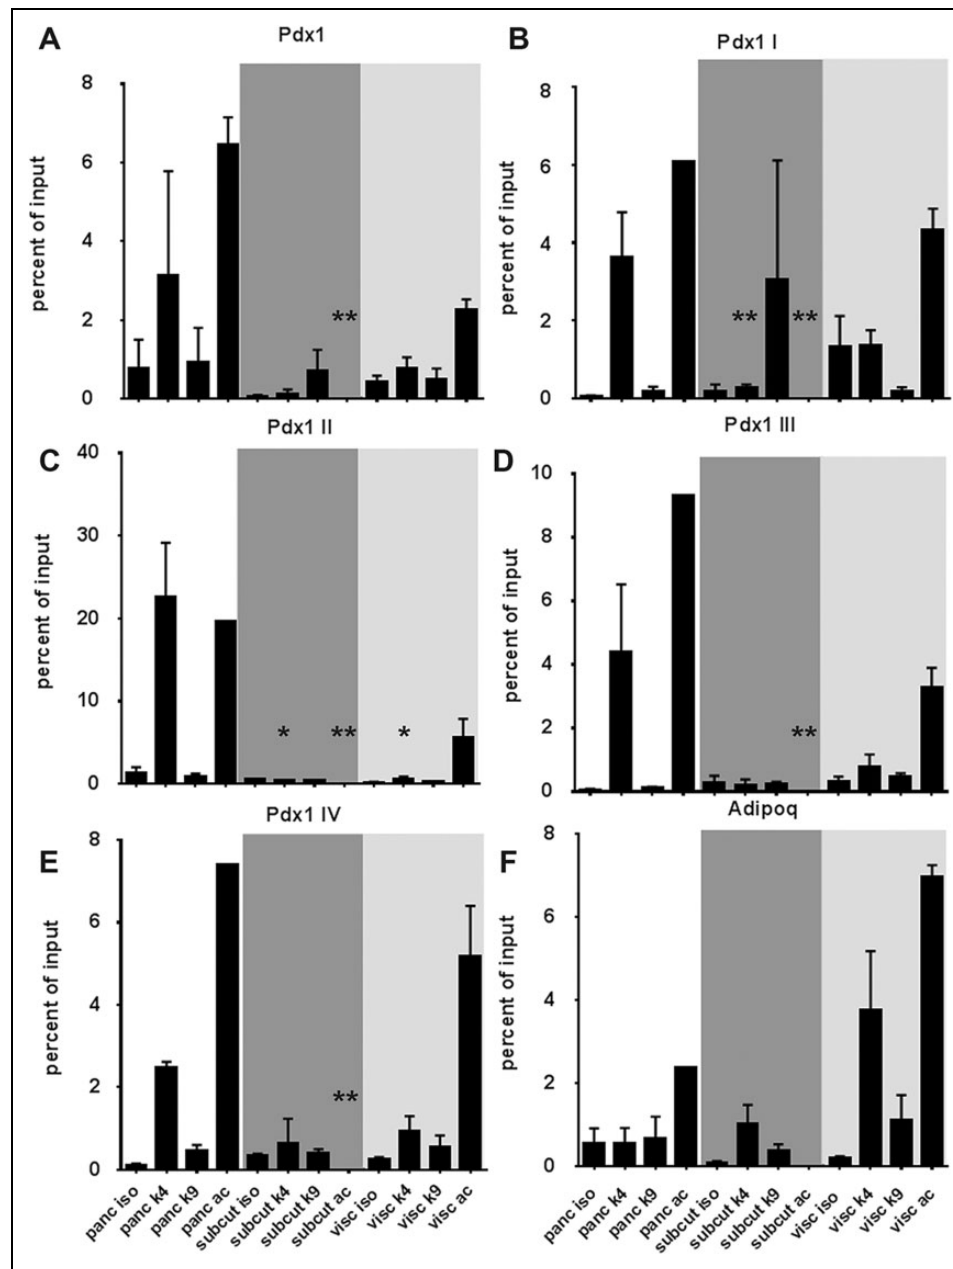 A
Pdx1
percent of input
8
6
4
2
0
**
B
Pdx1 I
percent of input
8
6
4
2
0
** **
C
Pdx1 II
percent of input
40
30
20
10
0
* ** *
D
Pdx1 III
percent of input
10
8
6
4
2
0
**
E
Pdx1 IV
percent of input
8
6
4
2
0
**
panc iso
panc k4
panc k9
panc ac
subcut iso
subcut k4
subcut k9
subcut ac
visc iso
visc k4
visc k9
visc ac
F
Adipoq
percent of input
8
6
4
2
0
panc iso
panc k4
panc k9
panc ac
subcut iso
subcut k4
subcut k9
subcut ac
visc iso
visc k4
visc k9
visc ac